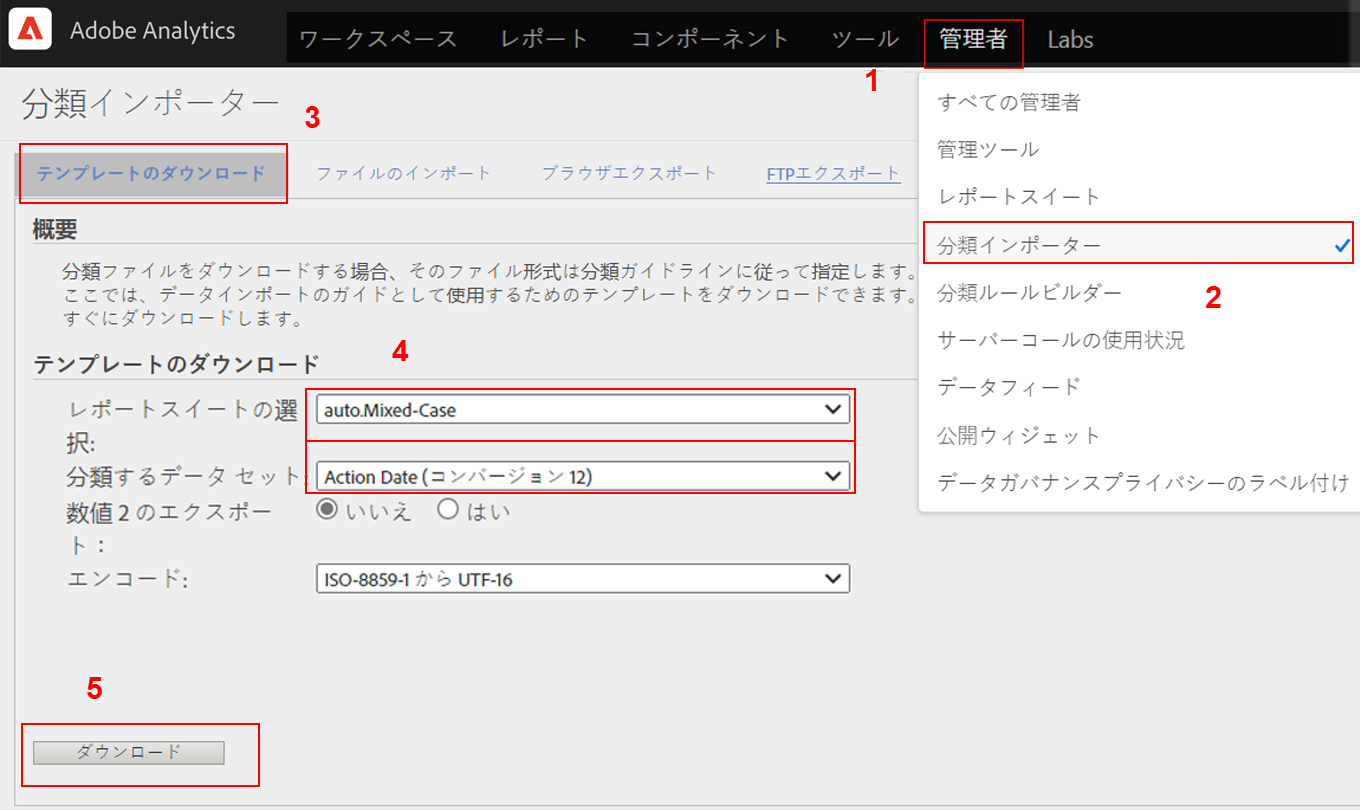 Adobe Analytics
ワークスペース レポート コンポーネント ツール 管理者 Labs
1
すべての管理者
管理ツール
レポートスイート
分類インポーター
分類ルールビルダー
2
サーバーコールの使用状況
データフィード
公開ウィジェット
データガバナンスプライバシーのラベル付け
分類インポーター
3
テンプレートのダウンロード ファイルのインポート ブラウザエクスポート FTPエクスポート
概要
分類ファイルをダウンロードする場合、そのファイル形式は分類ガイドラインに従って指定します。
ここでは、データインポートのガイドとして使用するためのテンプレートをダウンロードできます。
すぐにダウンロードします。
テンプレートのダウンロード
4
レポートスイートの選
択:
auto.Mixed-Case
分類するデータ セット:
Action Date (コンバージョン 12)
数値 2 のエクスポー
ト：
いいえ はい
エンコード:
ISO-8859-1 から UTF-16
5
ダウンロード